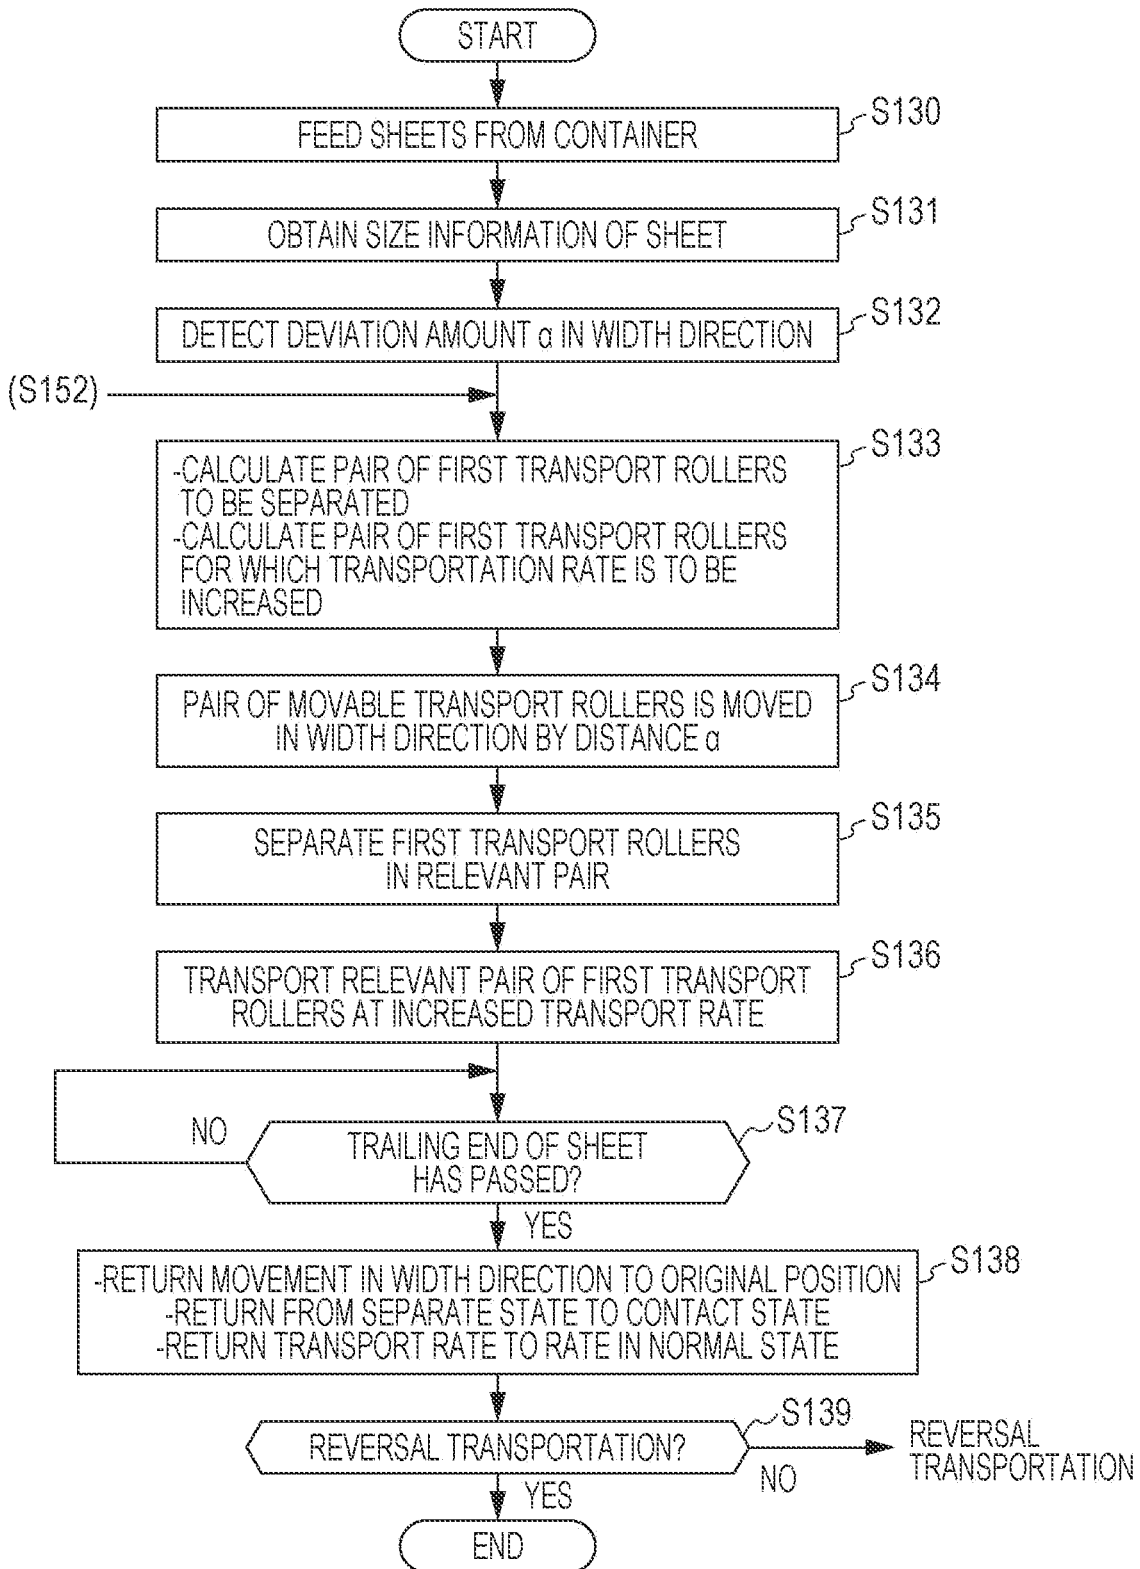 START
FEED SHEETS FROM CONTAINER
S130
OBTAIN SIZE INFORMATION OF SHEET
S131
DETECT DEVIATION AMOUNT α IN WIDTH DIRECTION
S132
(S152)
-CALCULATE PAIR OF FIRST TRANSPORT ROLLERS
TO BE SEPARATED
-CALCULATE PAIR OF FIRST TRANSPORT ROLLERS
FOR WHICH TRANSPORTATION RATE IS TO BE
INCREASED
S133
PAIR OF MOVABLE TRANSPORT ROLLERS IS MOVED
IN WIDTH DIRECTION BY DISTANCE α
S134
SEPARATE FIRST TRANSPORT ROLLERS
IN RELEVANT PAIR
S135
TRANSPORT RELEVANT PAIR OF FIRST TRANSPORT
ROLLERS AT INCREASED TRANSPORT RATE
S136
TRAILING END OF SHEET
HAS PASSED?
S137
NO
YES
-RETURN MOVEMENT IN WIDTH DIRECTION TO ORIGINAL POSITION
-RETURN FROM SEPARATE STATE TO CONTACT STATE
-RETURN TRANSPORT RATE TO RATE IN NORMAL STATE
S138
REVERSAL TRANSPORTATION?
S139
NO
REVERSAL
TRANSPORTATION
YES
END